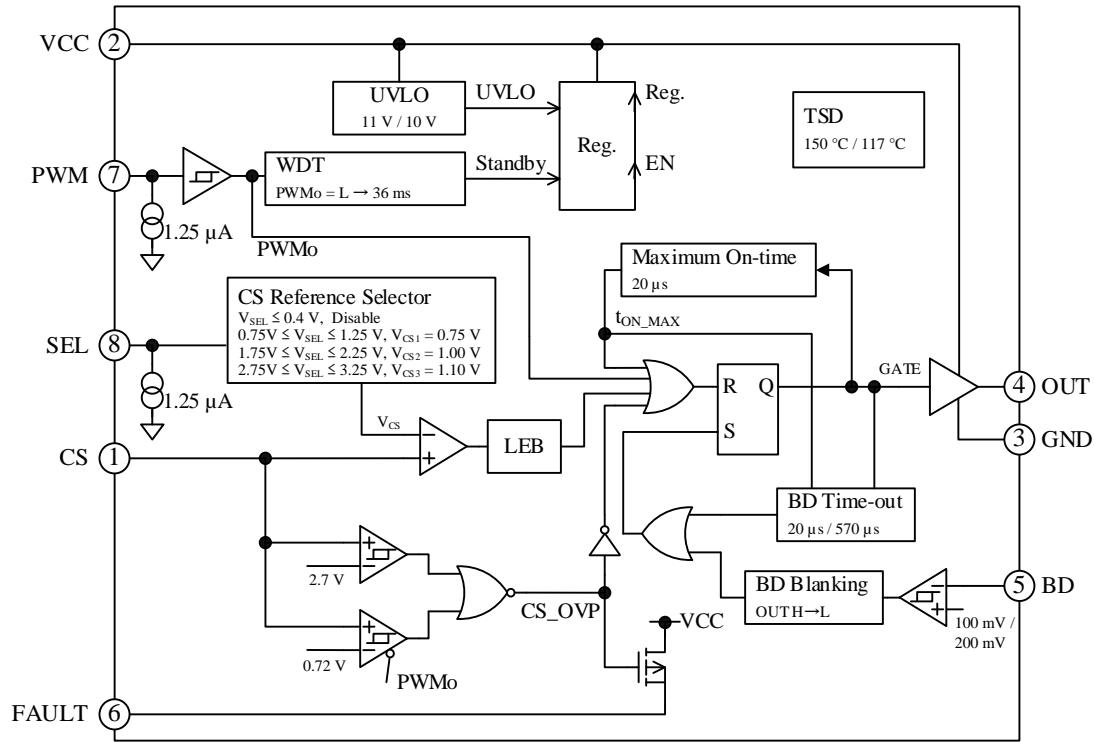 VCC 2
UVLO
11 V / 10 V
UVLO
Reg.
Reg.
EN
TSD
150 °C / 117 °C
PWM 7
WDT
PWMo = L → 36 ms
Standby
1.25 µA
PWMo
Maximum On-time
20 µs
tON_MAX
CS Reference Selector
VSEL ≤ 0.4 V, Disable
0.75V ≤ VSEL ≤ 1.25 V, VCS1 = 0.75 V
1.75V ≤ VSEL ≤ 2.25 V, VCS2 = 1.00 V
2.75V ≤ VSEL ≤ 3.25 V, VCS3 = 1.10 V
SEL 8
1.25 µA
R Q
S
GATE
4 OUT
3 GND
VCS
−
+
LEB
CS 1
BD Time-out
20 µs / 570 µs
+
−
2.7 V
BD Blanking
OUT H→L
−
+
5 BD
100 mV /
200 mV
CS_OVP
+
−
0.72 V
PWMo
VCC
FAULT 6